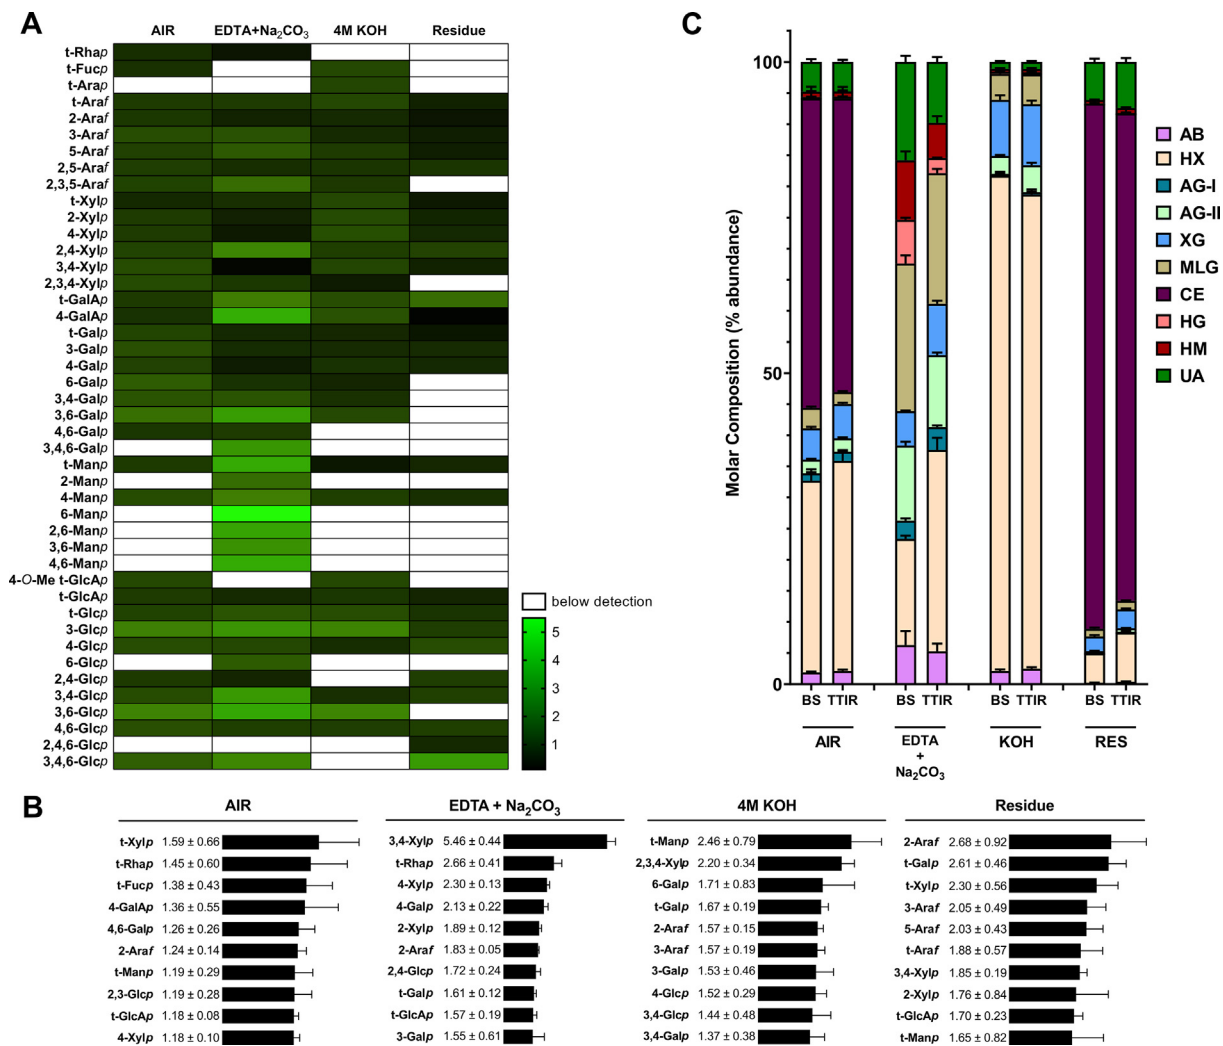 A
AIR EDTA+Na₂CO₃ 4M KOH Residue
t-Rhap
t-Fucp
t-Arap
t-Araf
2-Araf
3-Araf
5-Araf
2,5-Araf
2,3,5-Araf
t-Xylp
2-Xylp
4-Xylp
2,4-Xylp
3,4-Xylp
2,3,4-Xylp
t-GalAp
4-GalAp
t-Galp
3-Galp
4-Galp
6-Galp
3,4-Galp
3,6-Galp
4,6-Galp
3,4,6-Galp
t-Manp
2-Manp
4-Manp
6-Manp
2,6-Manp
3,6-Manp
4,6-Manp
4-O-Me t-GlcAp
t-GlcAp
t-Glcp
3-Glcp
4-Glcp
6-Glcp
2,4-Glcp
3,4-Glcp
3,6-Glcp
4,6-Glcp
2,4,6-Glcp
3,4,6-Glcp
below detection
5
4
3
2
1
C
Molar Composition (% abundance)
100
50
0
BS TTIR BS TTIR BS TTIR BS TTIR
AIR EDTA + Na₂CO₃ KOH RES
AB
HX
AG-I
AG-II
XG
MLG
CE
HG
HM
UA
B
AIR
t-Xylp 1.59 ± 0.66
t-Rhap 1.45 ± 0.60
t-Fucp 1.38 ± 0.43
4-GalAp 1.36 ± 0.55
4,6-Galp 1.26 ± 0.26
2-Araf 1.24 ± 0.14
t-Manp 1.19 ± 0.29
2,3-Glcp 1.19 ± 0.28
t-GlcAp 1.18 ± 0.08
4-Xylp 1.18 ± 0.10
EDTA + Na₂CO₃
3,4-Xylp 5.46 ± 0.44
t-Rhap 2.66 ± 0.41
4-Xylp 2.30 ± 0.13
4-Galp 2.13 ± 0.22
2-Xylp 1.89 ± 0.12
2-Araf 1.83 ± 0.05
2,4-Glcp 1.72 ± 0.24
t-Galp 1.61 ± 0.12
t-GlcAp 1.57 ± 0.19
3-Galp 1.55 ± 0.61
4M KOH
t-Manp 2.46 ± 0.79
2,3,4-Xylp 2.20 ± 0.34
6-Galp 1.71 ± 0.83
t-Galp 1.67 ± 0.19
2-Araf 1.57 ± 0.15
3-Araf 1.57 ± 0.19
3-Galp 1.53 ± 0.46
4-Glcp 1.52 ± 0.29
3,4-Glcp 1.44 ± 0.48
3,4-Galp 1.37 ± 0.38
Residue
2-Araf 2.68 ± 0.92
t-Galp 2.61 ± 0.46
t-Xylp 2.30 ± 0.56
3-Araf 2.05 ± 0.49
5-Araf 2.03 ± 0.43
t-Araf 1.88 ± 0.57
3,4-Xylp 1.85 ± 0.19
2-Xylp 1.76 ± 0.84
t-GlcAp 1.70 ± 0.23
t-Manp 1.65 ± 0.82